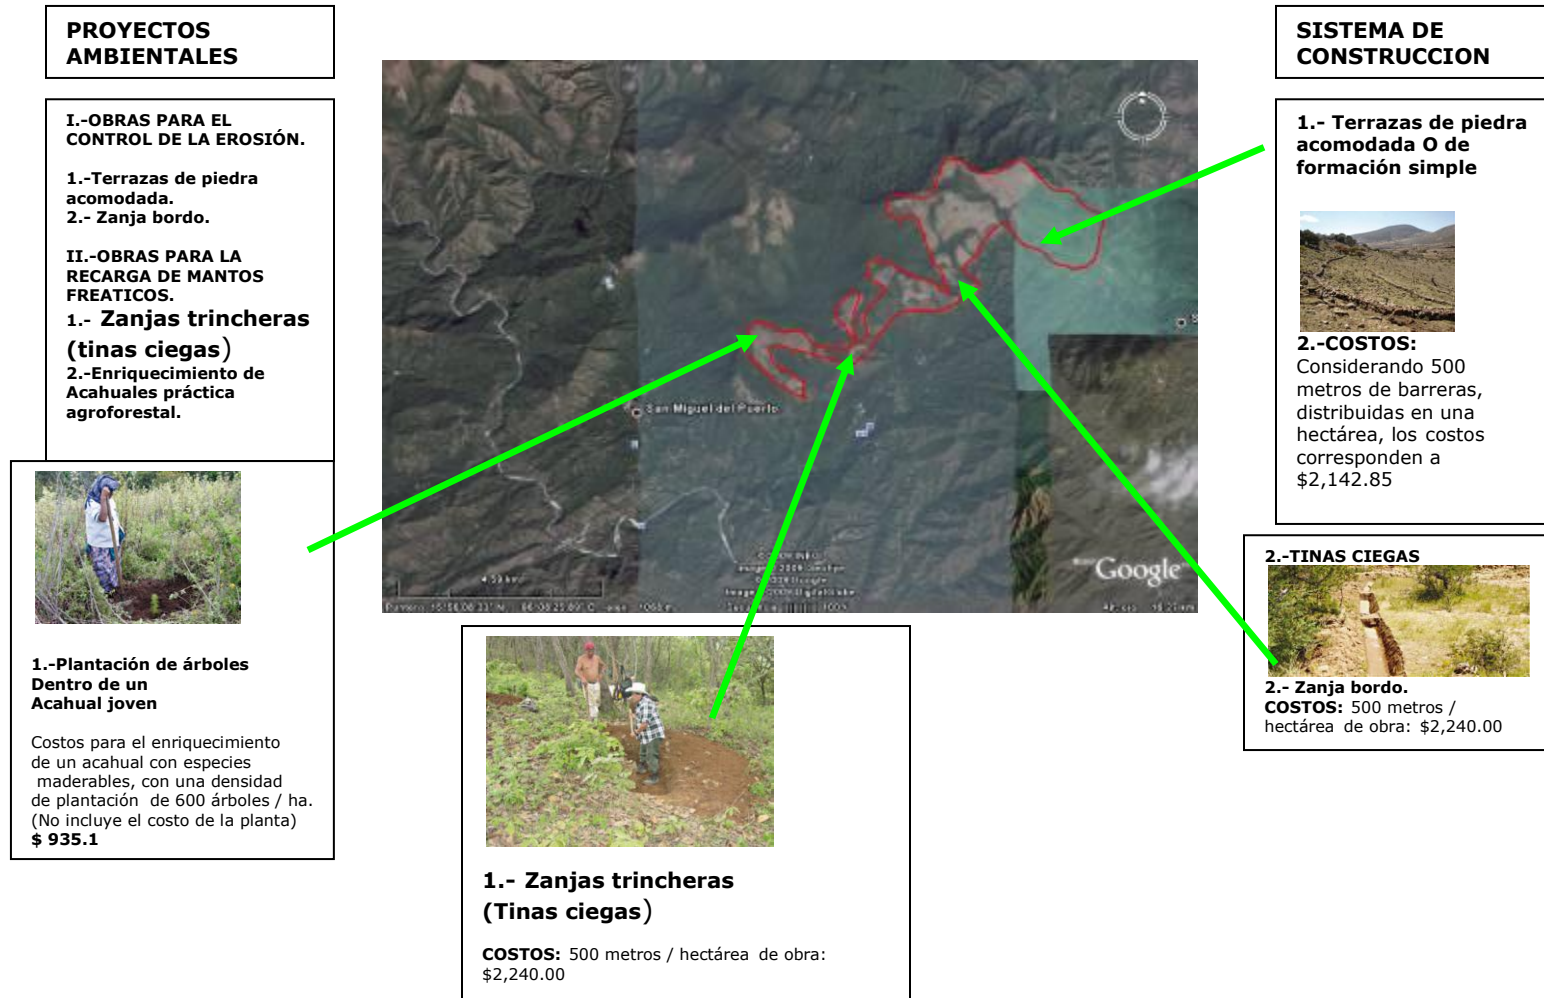 PROYECTOS
AMBIENTALES
I.-OBRAS PARA EL
CONTROL DE LA EROSIÓN.
1.-Terrazas de piedra
acomodada.
2.- Zanja bordo.
II.-OBRAS PARA LA
RECARGA DE MANTOS
FREATICOS.
1.- Zanjas trincheras
(tinas ciegas)
2.-Enriquecimiento de
Acahuales práctica
agroforestal.
1.-Plantación de árboles
Dentro de un
Acahual joven
Costos para el enriquecimiento
de un acahual con especies
maderables, con una densidad
de plantación de 600 árboles / ha.
(No incluye el costo de la planta)
$ 935.1
San Miguel del Puerto
4.59 km
Google
1.- Zanjas trincheras
(Tinas ciegas)
COSTOS: 500 metros / hectárea de obra:
$2,240.00
SISTEMA DE
CONSTRUCCION
1.- Terrazas de piedra
acomodada O de
formación simple
2.-COSTOS:
Considerando 500
metros de barreras,
distribuidas en una
hectárea, los costos
corresponden a
$2,142.85
2.-TINAS CIEGAS
2.- Zanja bordo.
COSTOS: 500 metros /
hectárea de obra: $2,240.00